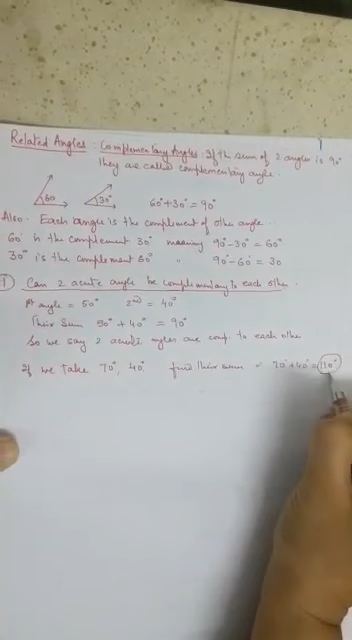 Related Angles : Complementary Angles : If the sum of 2 angles is 90°
they are called complementary angle.
60 30° 60°+30°=90°
Also - Each angle is the complement of other angle.
60° is the complement 30° meaning 90°-30°=60°
30° is the complement 60° " 90°-60°=30
1) Can 2 acute angle be complementary to each other.
angle = 50° 2nd = 40°
Their Sum 50°+40° = 90°
So we say 2 acute angles are comp. to each other
If we take 70°, 40° find their sum = 70°+40°=110°